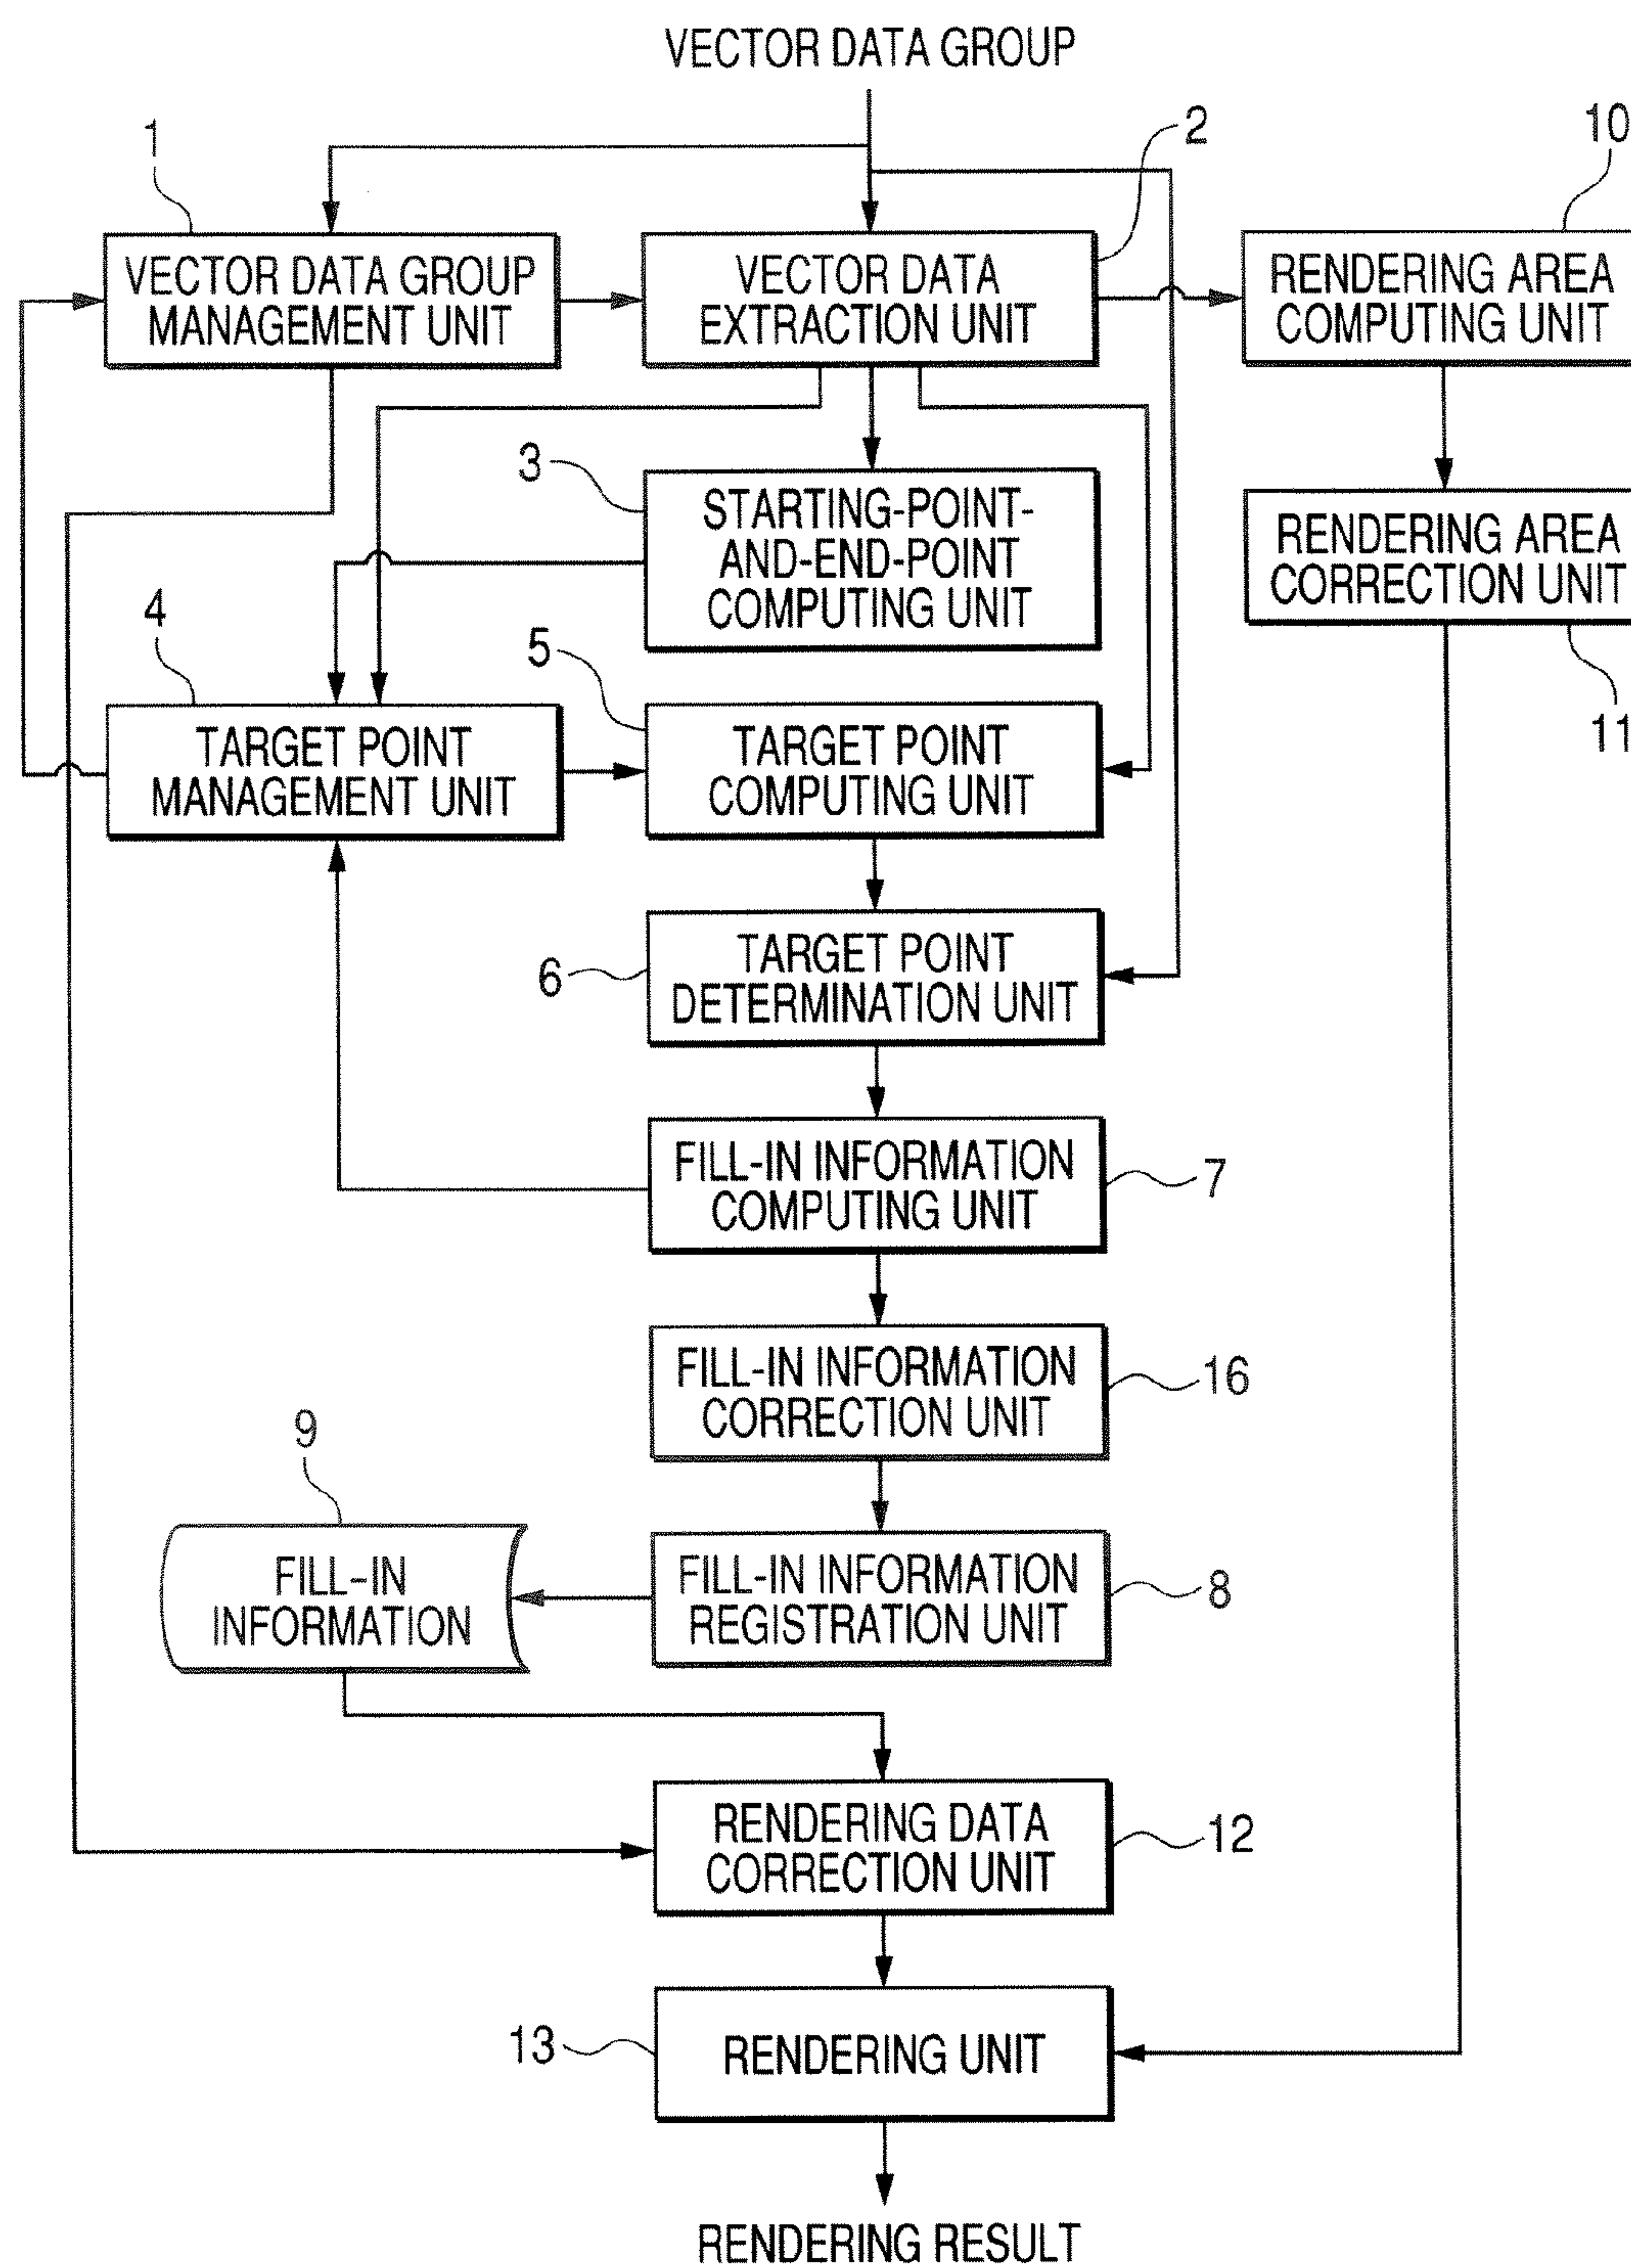 VECTOR DATA GROUP
1
2
10
VECTOR DATA GROUP
MANAGEMENT UNIT
VECTOR DATA
EXTRACTION UNIT
RENDERING AREA
COMPUTING UNIT
3
STARTING-POINT-
AND-END-POINT
COMPUTING UNIT
RENDERING AREA
CORRECTION UNIT
11
4
TARGET POINT
MANAGEMENT UNIT
5
TARGET POINT
COMPUTING UNIT
6
TARGET POINT
DETERMINATION UNIT
FILL-IN INFORMATION
COMPUTING UNIT
7
FILL-IN INFORMATION
CORRECTION UNIT
16
9
FILL-IN
INFORMATION
FILL-IN INFORMATION
REGISTRATION UNIT
8
RENDERING DATA
CORRECTION UNIT
12
13
RENDERING UNIT
RENDERING RESULT